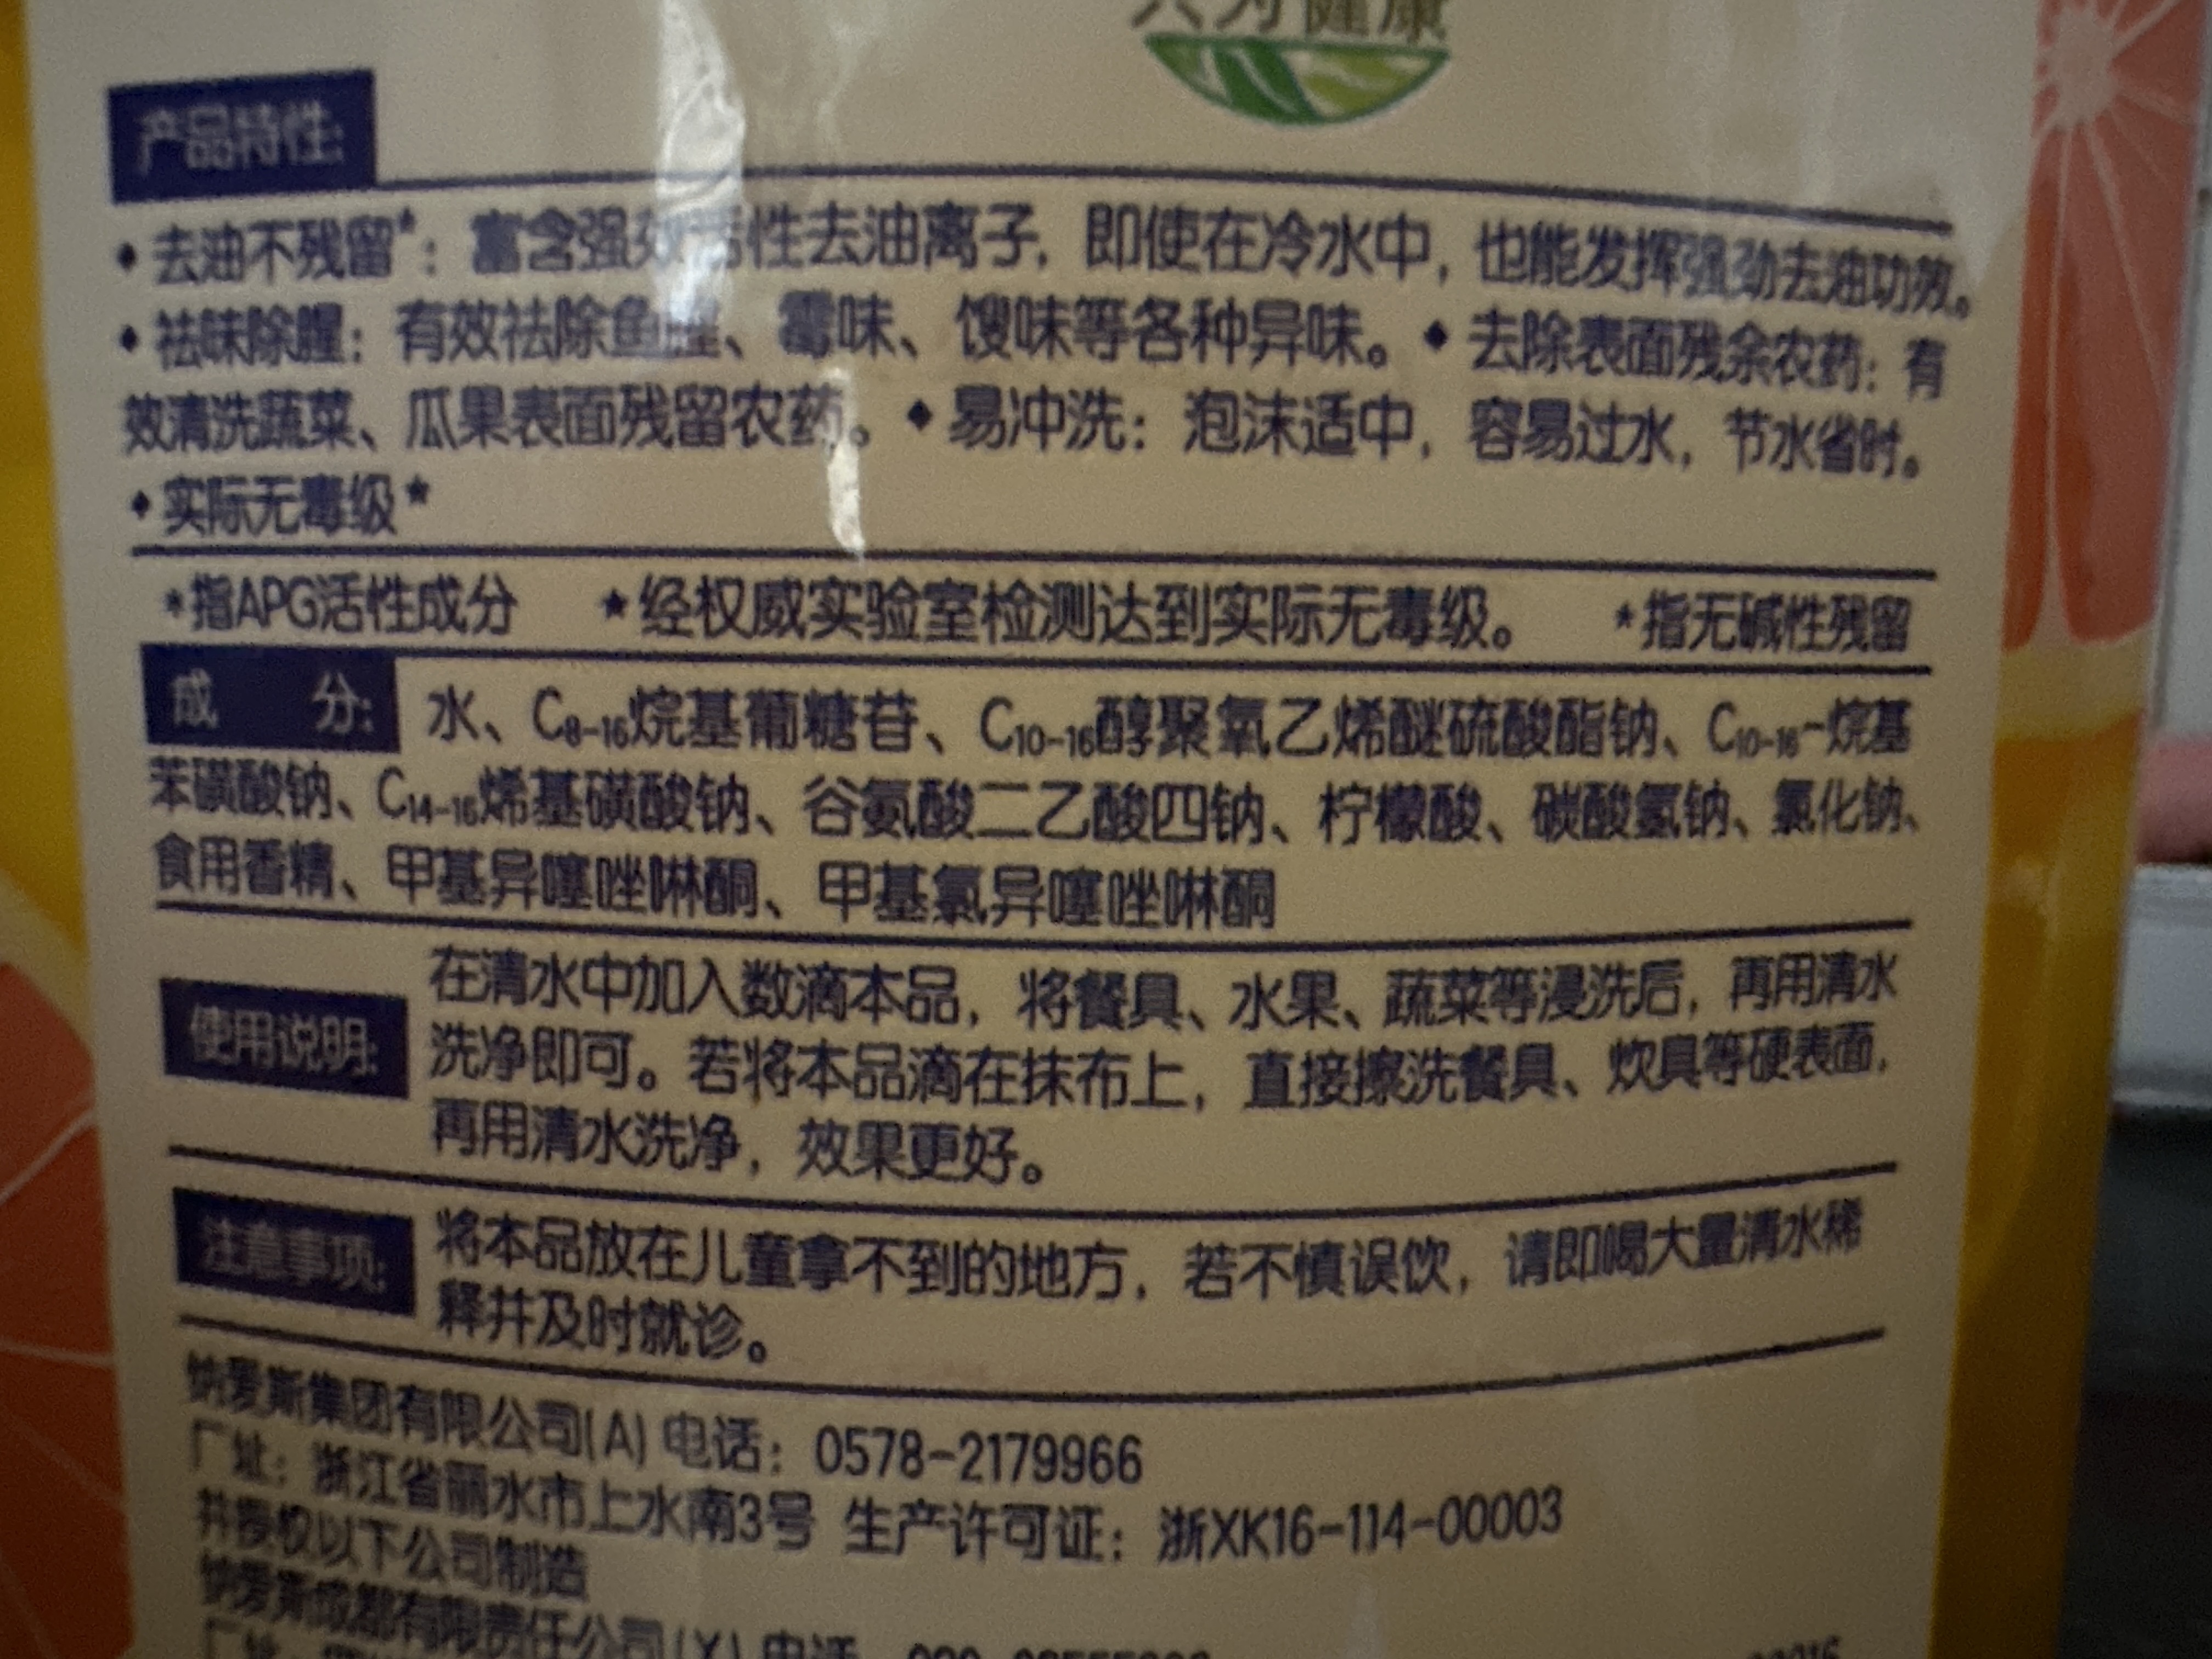 只为健康
产品特性:
◆去油不残留*：富含强效活性去油离子，即使在冷水中，也能发挥强劲去油功效。
◆祛味除腥：有效祛除鱼腥、霉味、馊味等各种异味。◆去除表面残余农药：有
效清洗蔬菜、瓜果表面残留农药。◆易冲洗：泡沫适中，容易过水，节水省时。
◆实际无毒级★
*指APG活性成分 ★经权威实验室检测达到实际无毒级。 *指无碱性残留
成 分: 水、C8-16烷基葡糖苷、C10-16醇聚氧乙烯醚硫酸酯钠、C10-16-烷基
苯磺酸钠、C14-16烯基磺酸钠、谷氨酸二乙酸四钠、柠檬酸、碳酸氢钠、氯化钠、
食用香精、甲基异噻唑啉酮、甲基氯异噻唑啉酮
使用说明: 在清水中加入数滴本品，将餐具、水果、蔬菜等浸洗后，再用清水
洗净即可。若将本品滴在抹布上，直接擦洗餐具、炊具等硬表面，
再用清水洗净，效果更好。
注意事项: 将本品放在儿童拿不到的地方，若不慎误饮，请即喝大量清水稀
释并及时就诊。
纳爱斯集团有限公司(A) 电话：0578-2179966
厂址：浙江省丽水市上水南3号 生产许可证：浙XK16-114-00003
并授权以下公司制造
纳爱斯成都有限责任公司(X) 电话
厂址